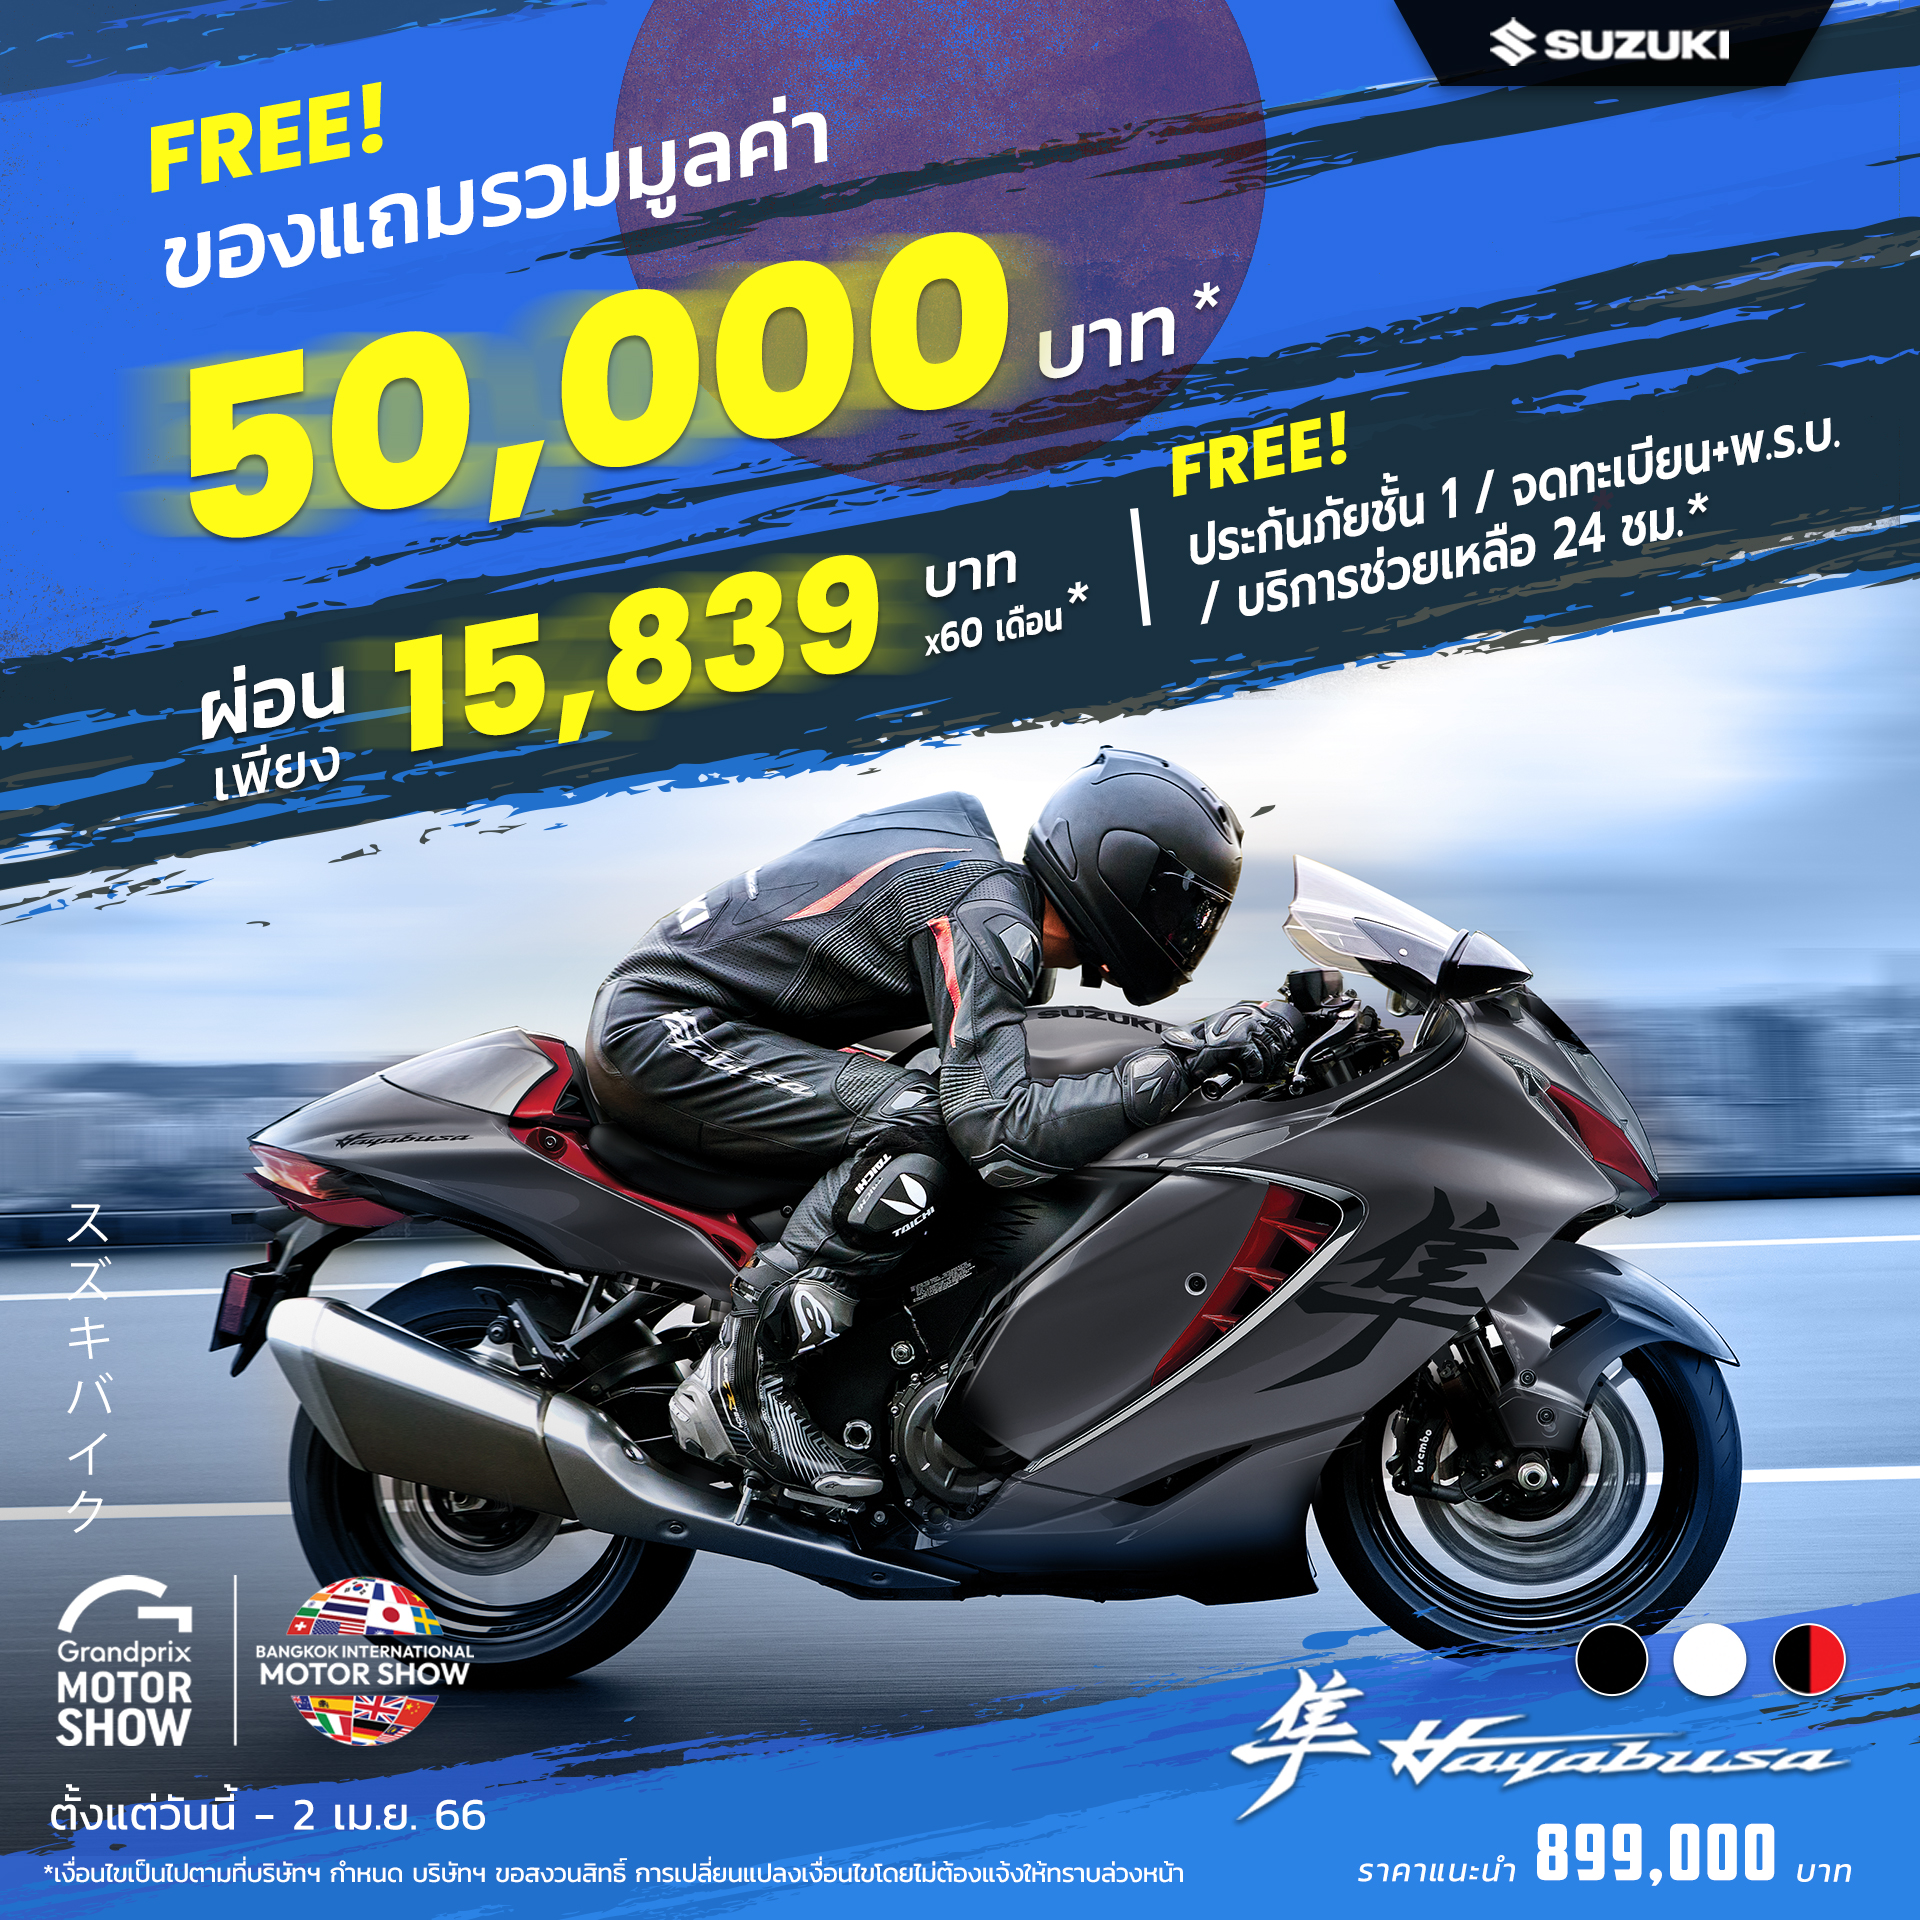 SUZUKI
FREE!
ของแถมรวมมูลค่า
50,000 บาท*
FREE!
ประกันภัยชั้น 1 / จดทะเบียน+พ.ร.บ.
/ บริการช่วยเหลือ 24 ชม.*
ผ่อน
เพียง
15,839
บาท
x60 เดือน*
KI
SUZUKI
Hayabusa
Hayabusa
TAICHI
TAICHI
隼
brembo
スズキバイク
Grandprix
MOTOR
SHOW
BANGKOK INTERNATIONAL
MOTOR SHOW
隼 Hayabusa
ตั้งแต่วันนี้ - 2 เม.ย. 66
ราคาแนะนำ 899,000 บาท
*เงื่อนไขเป็นไปตามที่บริษัทฯ กำหนด บริษัทฯ ขอสงวนสิทธิ์ การเปลี่ยนแปลงเงื่อนไขโดยไม่ต้องแจ้งให้ทราบล่วงหน้า